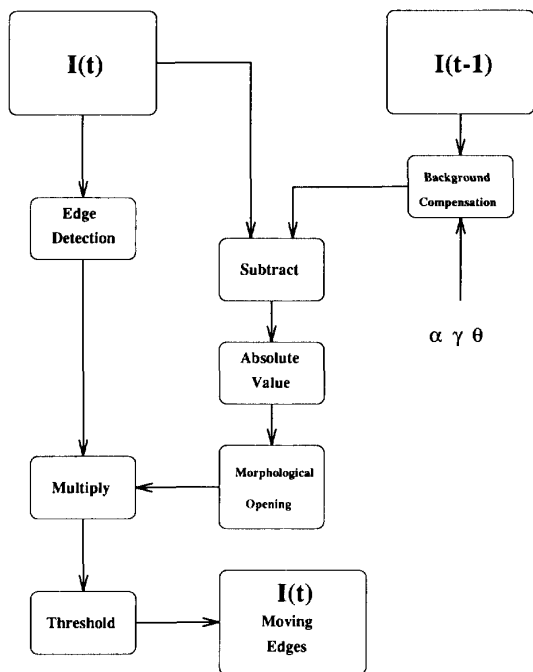 I(t)
I(t-1)
Background
Compensation
Edge
Detection
Subtract
α γ θ
Absolute
Value
Morphological
Opening
Multiply
Threshold
I(t)
Moving
Edges